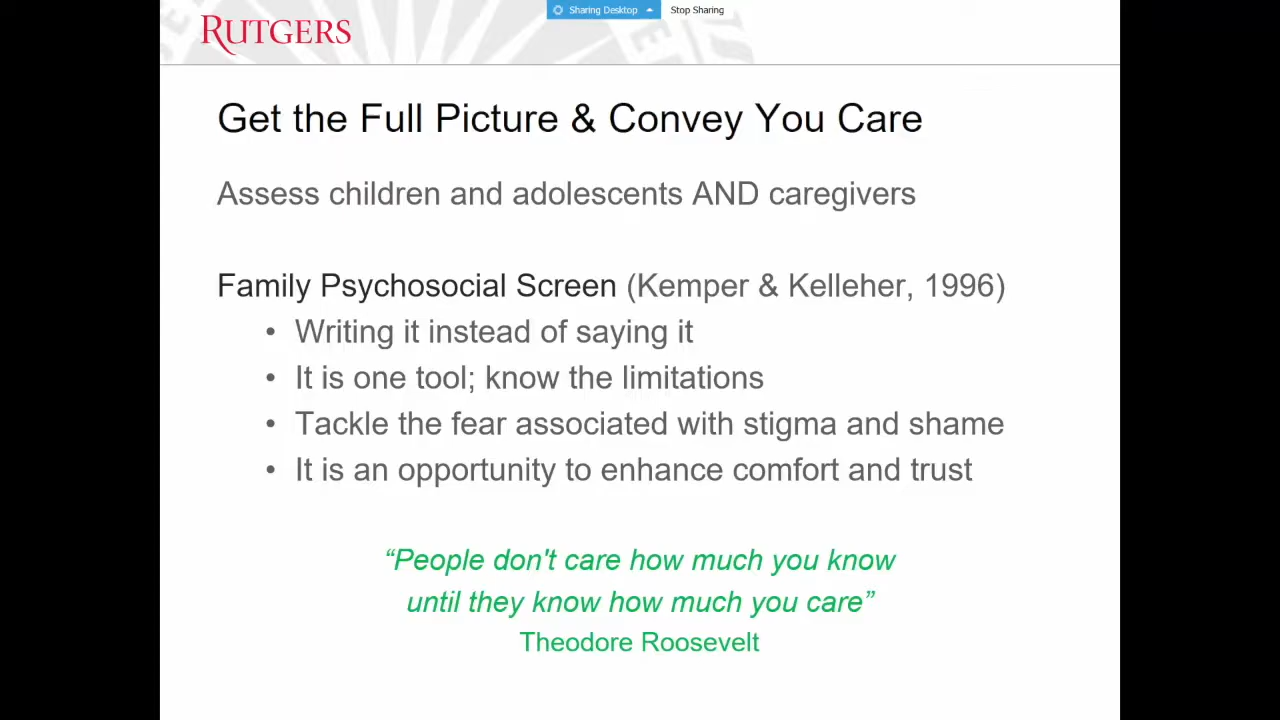 Sharing Desktop Stop Sharing
RUTGERS
Get the Full Picture & Convey You Care
Assess children and adolescents AND caregivers
Family Psychosocial Screen (Kemper & Kelleher, 1996)
• Writing it instead of saying it
• It is one tool; know the limitations
• Tackle the fear associated with stigma and shame
• It is an opportunity to enhance comfort and trust
“People don't care how much you know
until they know how much you care”
Theodore Roosevelt